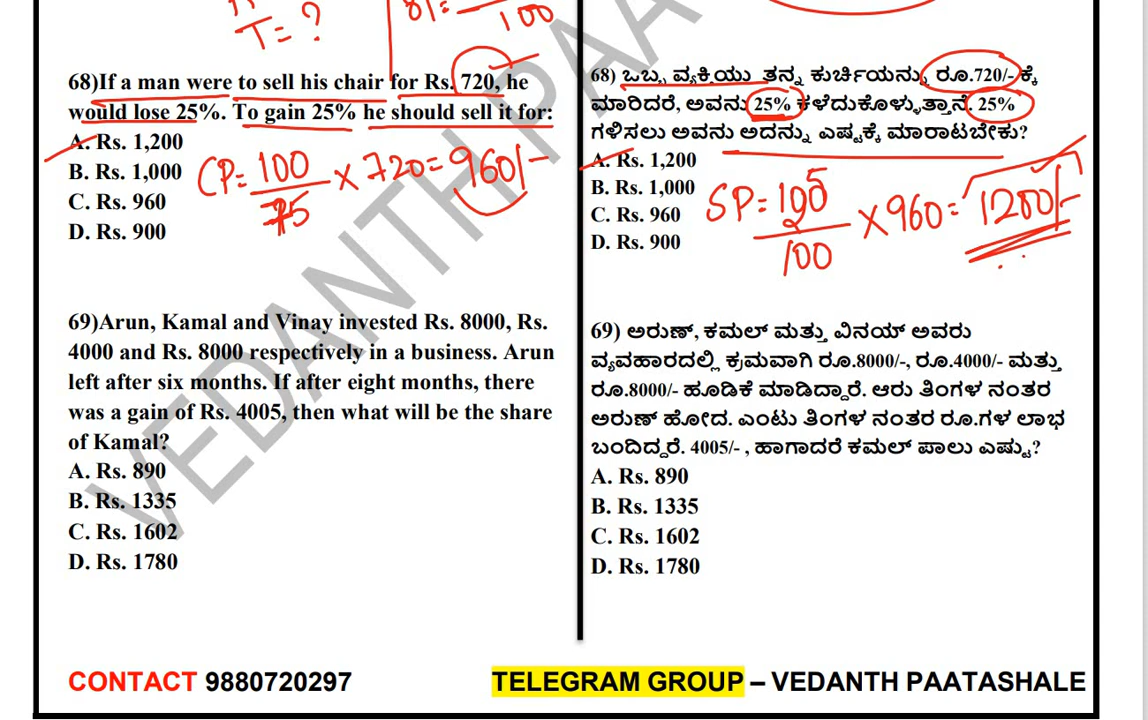 T = ?
100
68)If a man were to sell his chair for Rs. 720, he
would lose 25%. To gain 25% he should sell it for:
A. Rs. 1,200
B. Rs. 1,000
C. Rs. 960
D. Rs. 900
CP = 100/75 × 720 = 960/-
69)Arun, Kamal and Vinay invested Rs. 8000, Rs.
4000 and Rs. 8000 respectively in a business. Arun
left after six months. If after eight months, there
was a gain of Rs. 4005, then what will be the share
of Kamal?
A. Rs. 890
B. Rs. 1335
C. Rs. 1602
D. Rs. 1780
68) ಒಬ್ಬ ವ್ಯಕ್ತಿಯು ತನ್ನ ಕುರ್ಚಿಯನ್ನು ರೂ.720/- ಕ್ಕೆ
ಮಾರಿದರೆ, ಅವನು 25% ಕಳೆದುಕೊಳ್ಳುತ್ತಾನೆ. 25%
ಗಳಿಸಲು ಅವನು ಅದನ್ನು ಎಷ್ಟಕ್ಕೆ ಮಾರಾಟಬೇಕು?
A. Rs. 1,200
B. Rs. 1,000
C. Rs. 960
D. Rs. 900
SP = /100 × 960 = 1200/-
69) ಅರುಣ್, ಕಮಲ್ ಮತ್ತು ವಿನಯ್ ಅವರು
ವ್ಯವಹಾರದಲ್ಲಿ ಕ್ರಮವಾಗಿ ರೂ.8000/-, ರೂ.4000/- ಮತ್ತು
ರೂ.8000/- ಹೂಡಿಕೆ ಮಾಡಿದ್ದಾರೆ. ಆರು ತಿಂಗಳ ನಂತರ
ಅರುಣ್ ಹೋದ. ಎಂಟು ತಿಂಗಳ ನಂತರ ರೂ.ಗಳ ಲಾಭ
ಬಂದಿದ್ದರೆ. 4005/- , ಹಾಗಾದರೆ ಕಮಲ್ ಪಾಲು ಎಷ್ಟು?
A. Rs. 890
B. Rs. 1335
C. Rs. 1602
D. Rs. 1780
VEDANTH PAA
CONTACT 9880720297
TELEGRAM GROUP – VEDANTH PAATASHALE